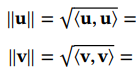 ‖u‖ = √⟨u, u⟩ =
‖v‖ = √⟨v, v⟩ =